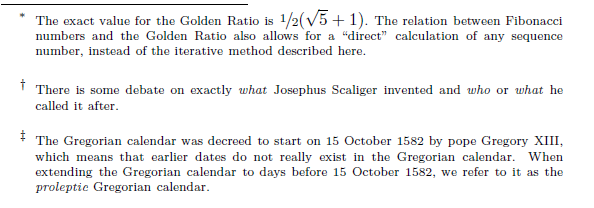 * The exact value for the Golden Ratio is 1/2(√5 + 1). The relation between Fibonacci
numbers and the Golden Ratio also allows for a “direct” calculation of any sequence
number, instead of the iterative method described here.
† There is some debate on exactly what Josephus Scaliger invented and who or what he
called it after.
‡ The Gregorian calendar was decreed to start on 15 October 1582 by pope Gregory XIII,
which means that earlier dates do not really exist in the Gregorian calendar. When
extending the Gregorian calendar to days before 15 October 1582, we refer to it as the
proleptic Gregorian calendar.